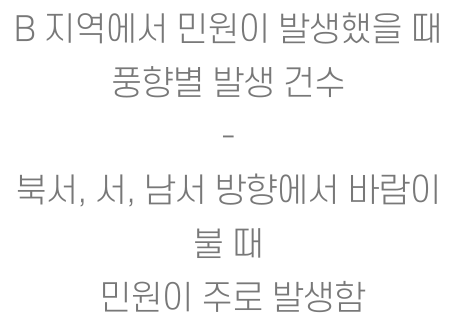 B 지역에서 민원이 발생했을 때
풍향별 발생 건수
-
북서, 서, 남서 방향에서 바람이
불 때
민원이 주로 발생함